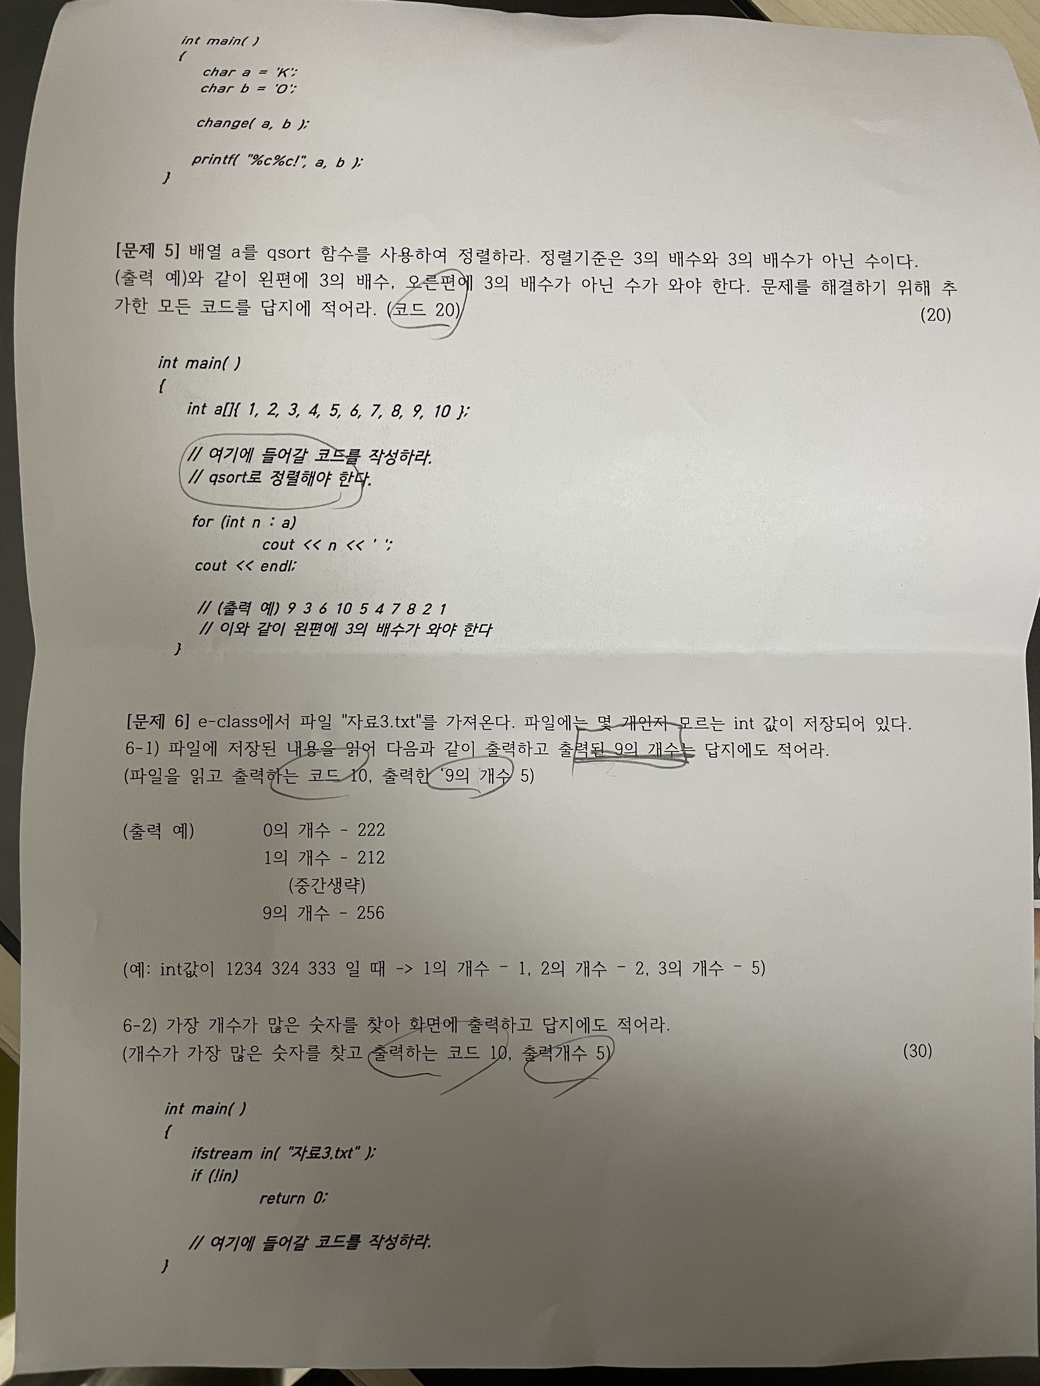 int main( )
{
char a = 'K';
char b = 'O';
change( a, b );
printf( "%c%c!", a, b );
}
[문제 5] 배열 a를 qsort 함수를 사용하여 정렬하라. 정렬기준은 3의 배수와 3의 배수가 아닌 수이다.
(출력 예)와 같이 왼편에 3의 배수, 오른편에 3의 배수가 아닌 수가 와야 한다. 문제를 해결하기 위해 추
가한 모든 코드를 답지에 적어라. (코드 20) (20)
int main( )
{
int a[]{ 1, 2, 3, 4, 5, 6, 7, 8, 9, 10 };
// 여기에 들어갈 코드를 작성하라.
// qsort로 정렬해야 한다.
for (int n : a)
cout << n << ' ';
cout << endl;
// (출력 예) 9 3 6 10 5 4 7 8 2 1
// 이와 같이 왼편에 3의 배수가 와야 한다
}
[문제 6] e-class에서 파일 "자료3.txt"를 가져온다. 파일에는 몇 개인지 모르는 int 값이 저장되어 있다.
6-1) 파일에 저장된 내용을 읽어 다음과 같이 출력하고 출력된 9의 개수는 답지에도 적어라.
(파일을 읽고 출력하는 코드 10, 출력한 '9의 개수 5)
(출력 예) 0의 개수 - 222
1의 개수 - 212
(중간생략)
9의 개수 - 256
(예: int값이 1234 324 333 일 때 -> 1의 개수 - 1, 2의 개수 - 2, 3의 개수 - 5)
6-2) 가장 개수가 많은 숫자를 찾아 화면에 출력하고 답지에도 적어라.
(개수가 가장 많은 숫자를 찾고 출력하는 코드 10, 출력개수 5) (30)
int main( )
{
ifstream in( "자료3.txt" );
if (!in)
return 0;
// 여기에 들어갈 코드를 작성하라.
}